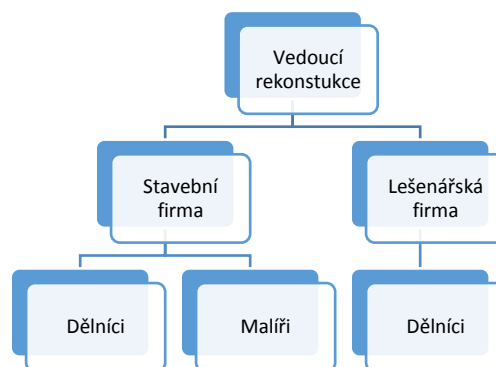 Vedoucí
rekonstukce
Stavební
firma
Lešenářská
firma
Dělníci
Malíři
Dělníci